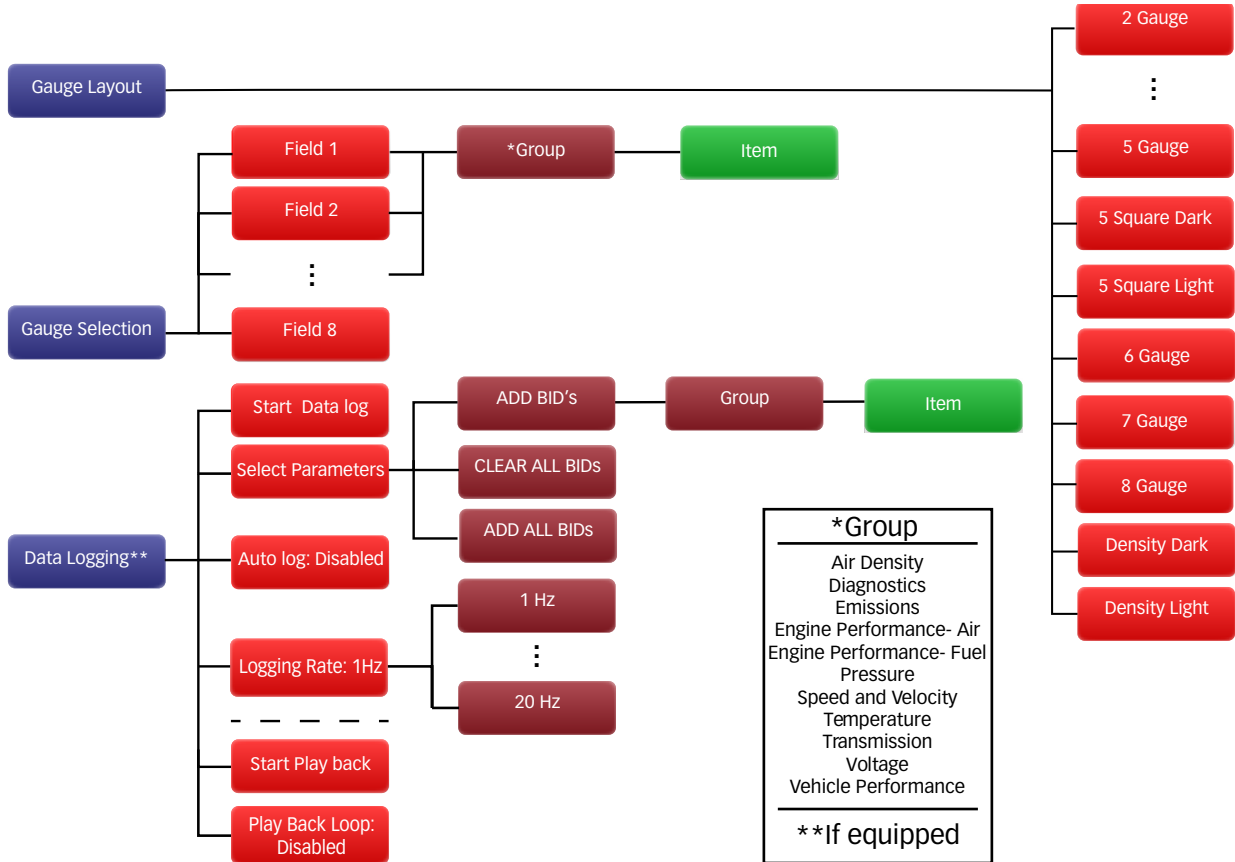 2 Gauge
Gauge Layout
⋮
5 Gauge
5 Square Dark
5 Square Light
6 Gauge
7 Gauge
8 Gauge
Density Dark
Density Light
Gauge Selection
Field 1
Field 2
⋮
Field 8
*Group
Item
Data Logging**
Start Data log
Select Parameters
ADD BID's
Group
Item
CLEAR ALL BIDs
ADD ALL BIDs
Auto log: Disabled
Logging Rate: 1Hz
1 Hz
⋮
20 Hz
Start Play back
Play Back Loop:
Disabled
*Group
Air Density
Diagnostics
Emissions
Engine Performance- Air
Engine Performance- Fuel
Pressure
Speed and Velocity
Temperature
Transmission
Voltage
Vehicle Performance
**If equipped